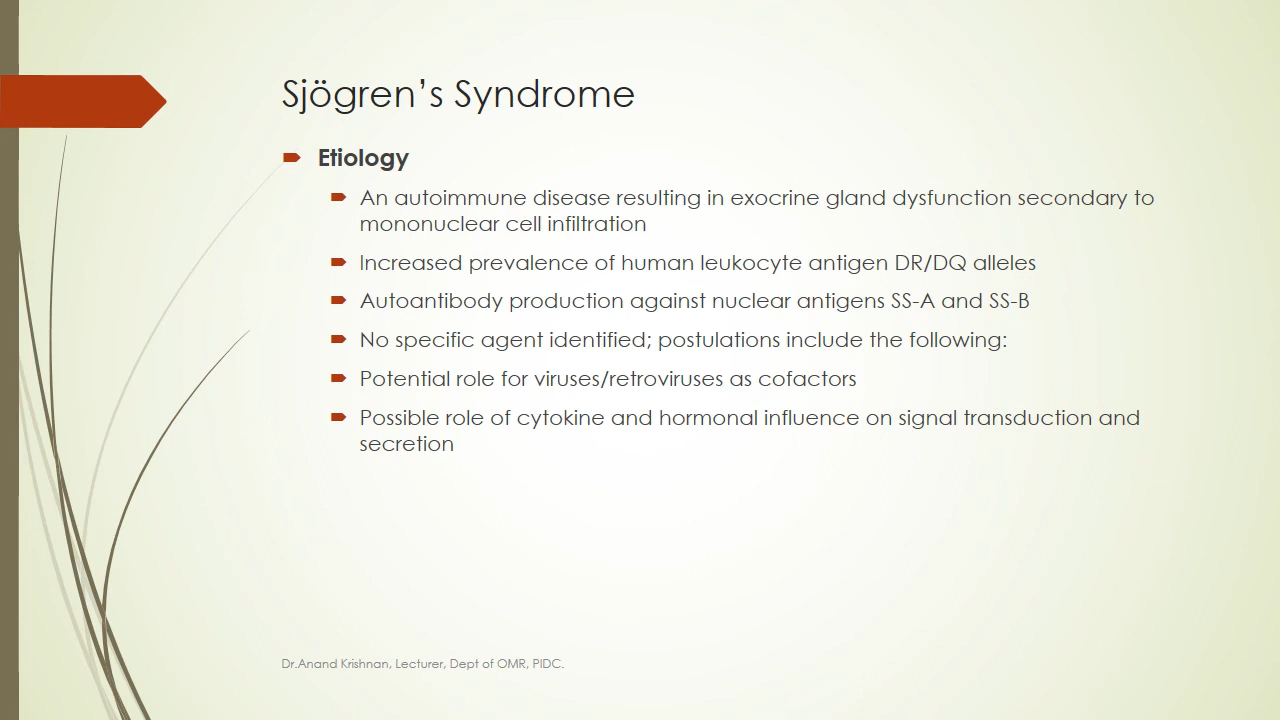 Sjögren’s Syndrome
Etiology
An autoimmune disease resulting in exocrine gland dysfunction secondary to
mononuclear cell infiltration
Increased prevalence of human leukocyte antigen DR/DQ alleles
Autoantibody production against nuclear antigens SS-A and SS-B
No specific agent identified; postulations include the following:
Potential role for viruses/retroviruses as cofactors
Possible role of cytokine and hormonal influence on signal transduction and
secretion
Dr.Anand Krishnan, Lecturer, Dept of OMR, PIDC.